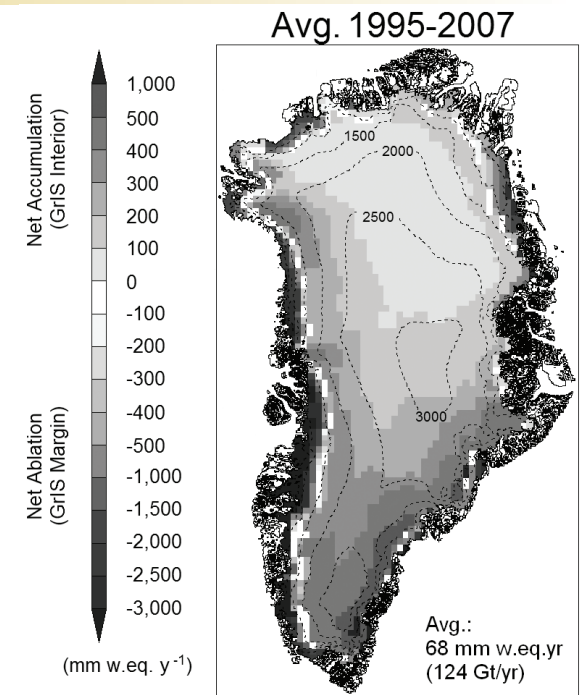 Avg. 1995-2007
Net Accumulation
(GrIS Interior)
Net Ablation
(GrIS Margin)
1,000
500
400
300
200
100
0
-100
-200
-300
-400
-500
-1,000
-1,500
-2,000
-2,500
-3,000
(mm w.eq. y-1)
1500
2000
2500
3000
Avg.:
68 mm w.eq.yr
(124 Gt/yr)